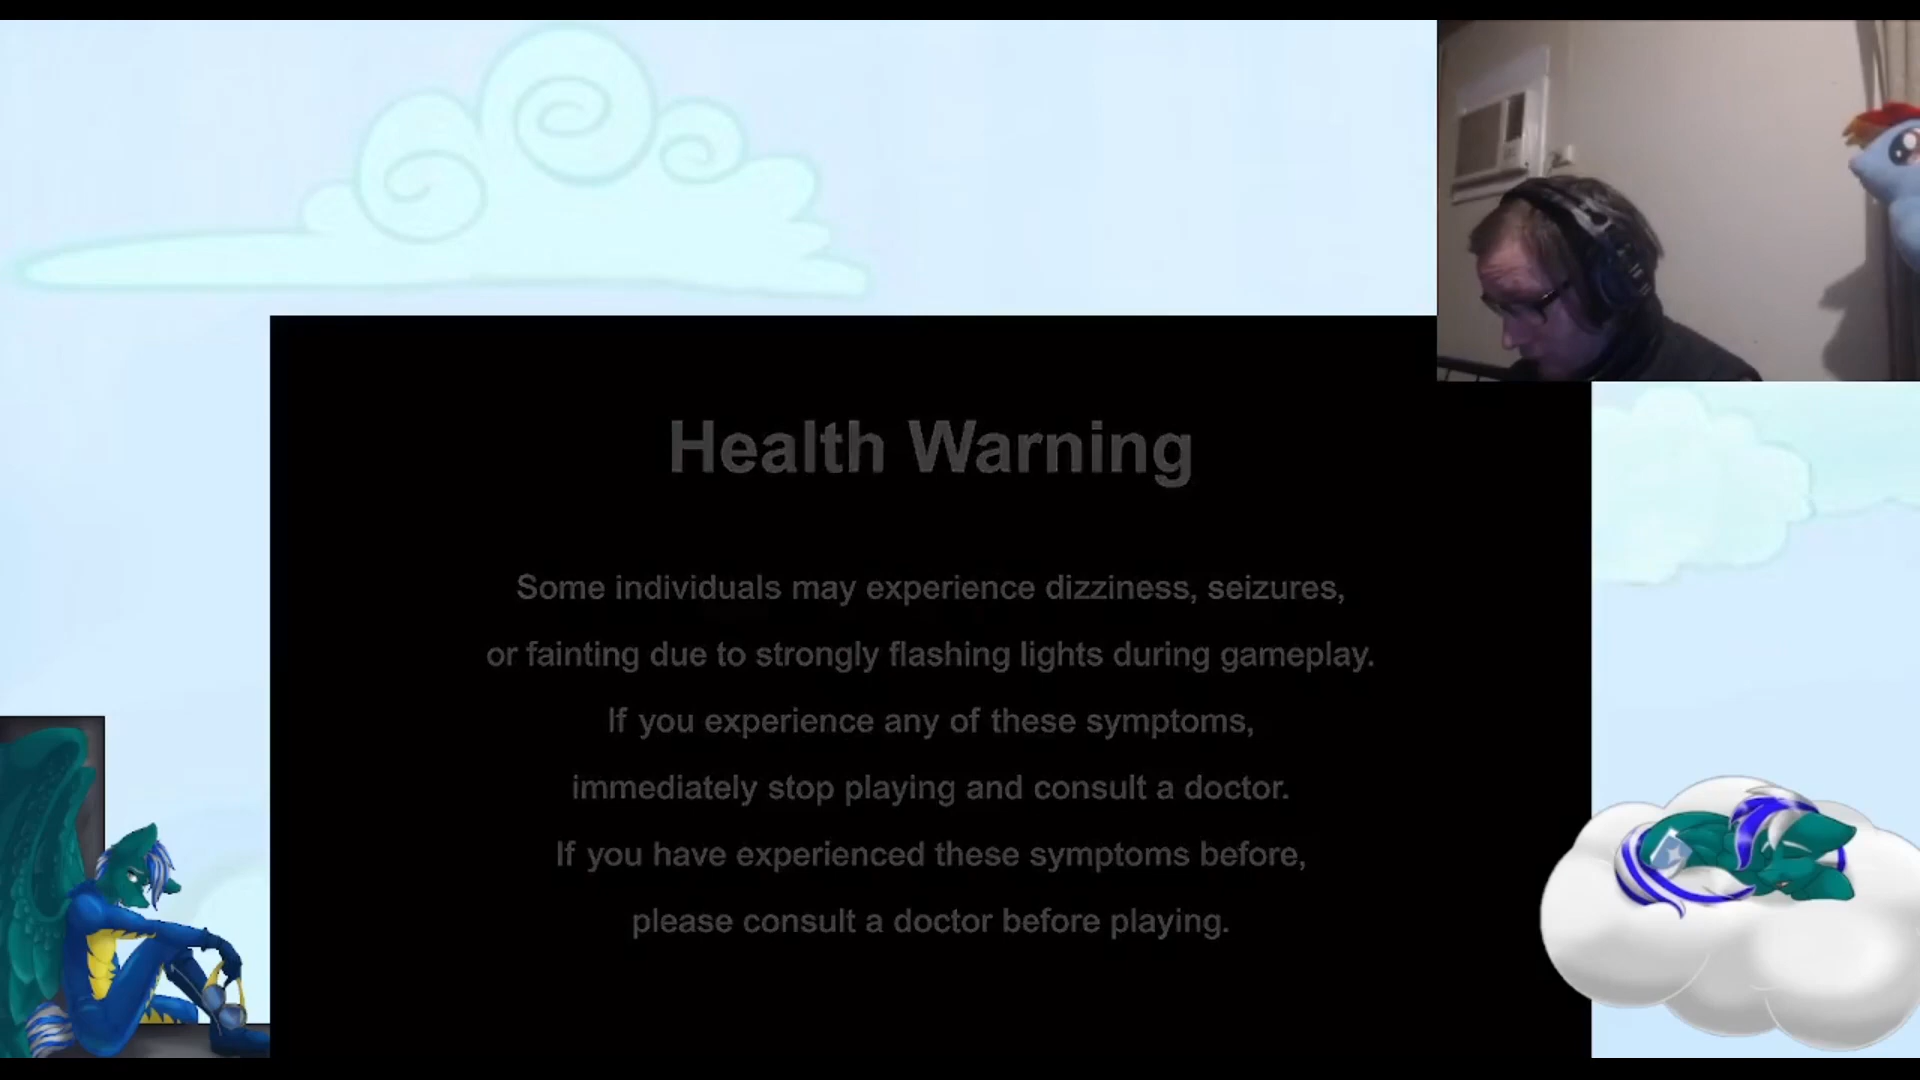 Health Warning
Some individuals may experience dizziness, seizures,
or fainting due to strongly flashing lights during gameplay.
If you experience any of these symptoms,
immediately stop playing and consult a doctor.
If you have experienced these symptoms before,
please consult a doctor before playing.